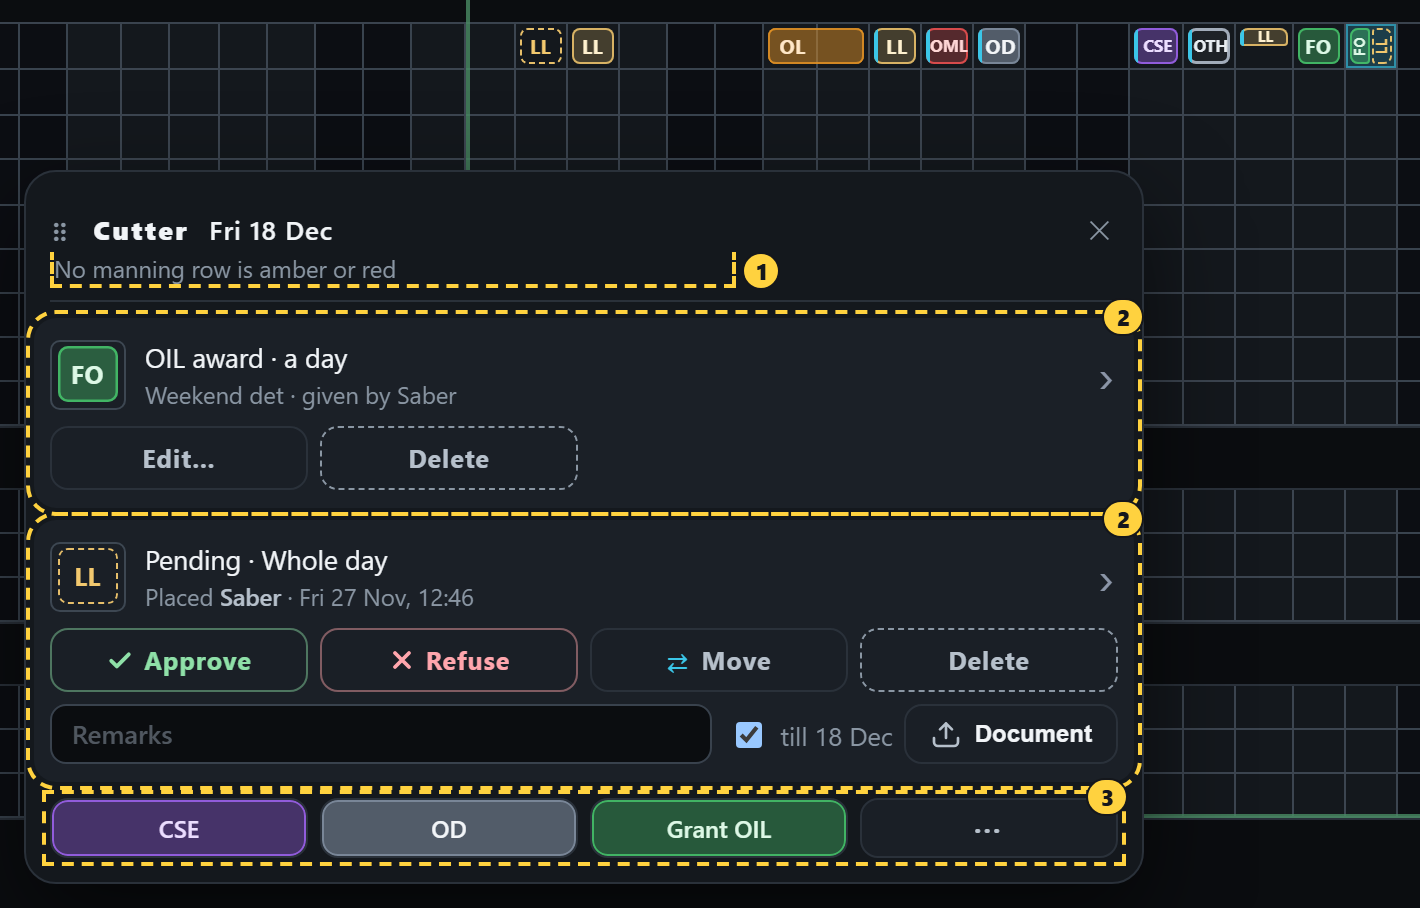 LL LL OL LL OML OD CSE OTH LL FO FO LL
Cutter Fri 18 Dec
No manning row is amber or red
1
2
FO
OIL award · a day
Weekend det · given by Saber
Edit...
Delete
2
LL
Pending · Whole day
Placed Saber · Fri 27 Nov, 12:46
Approve
Refuse
Move
Delete
Remarks
till 18 Dec
Document
3
CSE
OD
Grant OIL
...